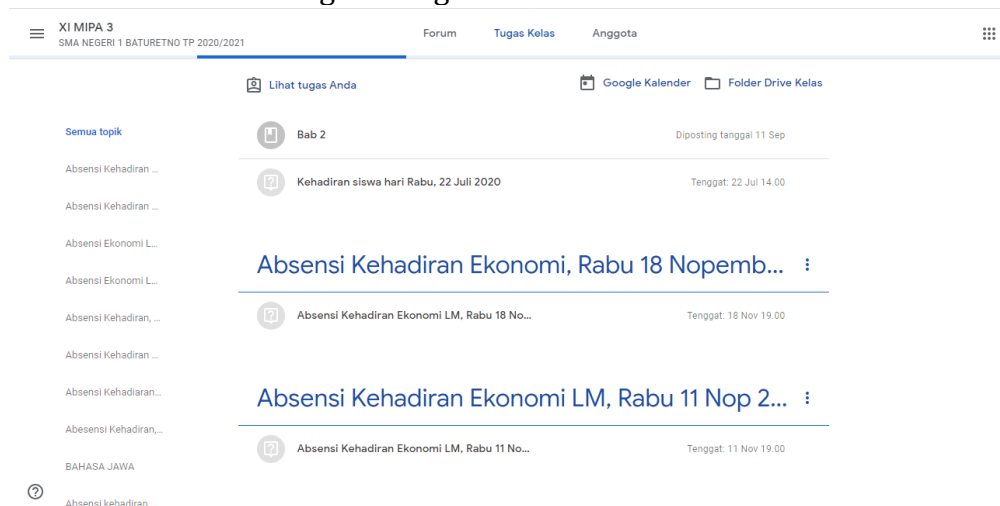 XI MIPA 3
SMA NEGERI 1 BATURETNO TP 2020/2021
Forum Tugas Kelas Anggota
Lihat tugas Anda
Google Kalender Folder Drive Kelas
Semua topik
Absensi Kehadiran ...
Absensi Kehadiran ...
Absensi Ekonomi L...
Absensi Ekonomi L...
Absensi Kehadiran, ...
Absensi Kehadiran ...
Absensi Kehadiaran...
Abesensi Kehadiran,...
BAHASA JAWA
Absensi kehadiran
Bab 2 Diposting tanggal 11 Sep
Kehadiran siswa hari Rabu, 22 Juli 2020 Tenggat: 22 Jul 14.00
Absensi Kehadiran Ekonomi, Rabu 18 Nopemb...
Absensi Kehadiran Ekonomi LM, Rabu 18 No... Tenggat: 18 Nov 19.00
Absensi Kehadiran Ekonomi LM, Rabu 11 Nop 2...
Absensi Kehadiran Ekonomi LM, Rabu 11 No... Tenggat: 11 Nov 19.00